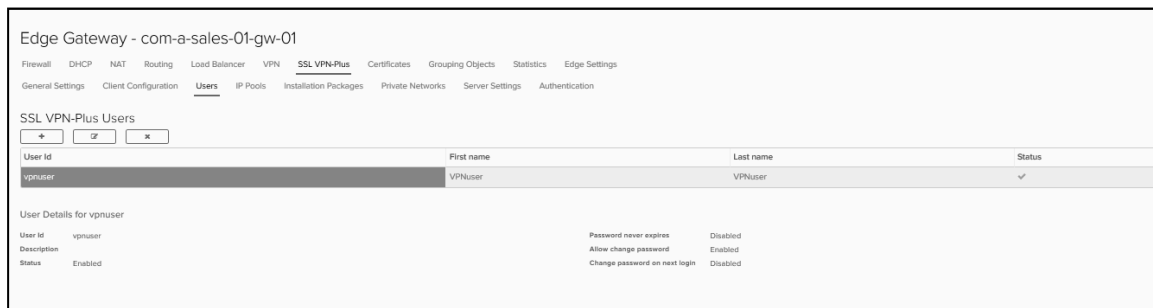 Edge Gateway - com-a-sales-01-gw-01
Firewall DHCP NAT Routing Load Balancer VPN SSL VPN-Plus Certificates Grouping Objects Statistics Edge Settings
General Settings Client Configuration Users IP Pools Installation Packages Private Networks Server Settings Authentication
SSL VPN-Plus Users
User Id First name Last name Status
vpnuser VPNuser VPNuser
User Details for vpnuser
User Id vpnuser Password never expires Disabled
Description Allow change password Enabled
Status Enabled Change password on next login Disabled